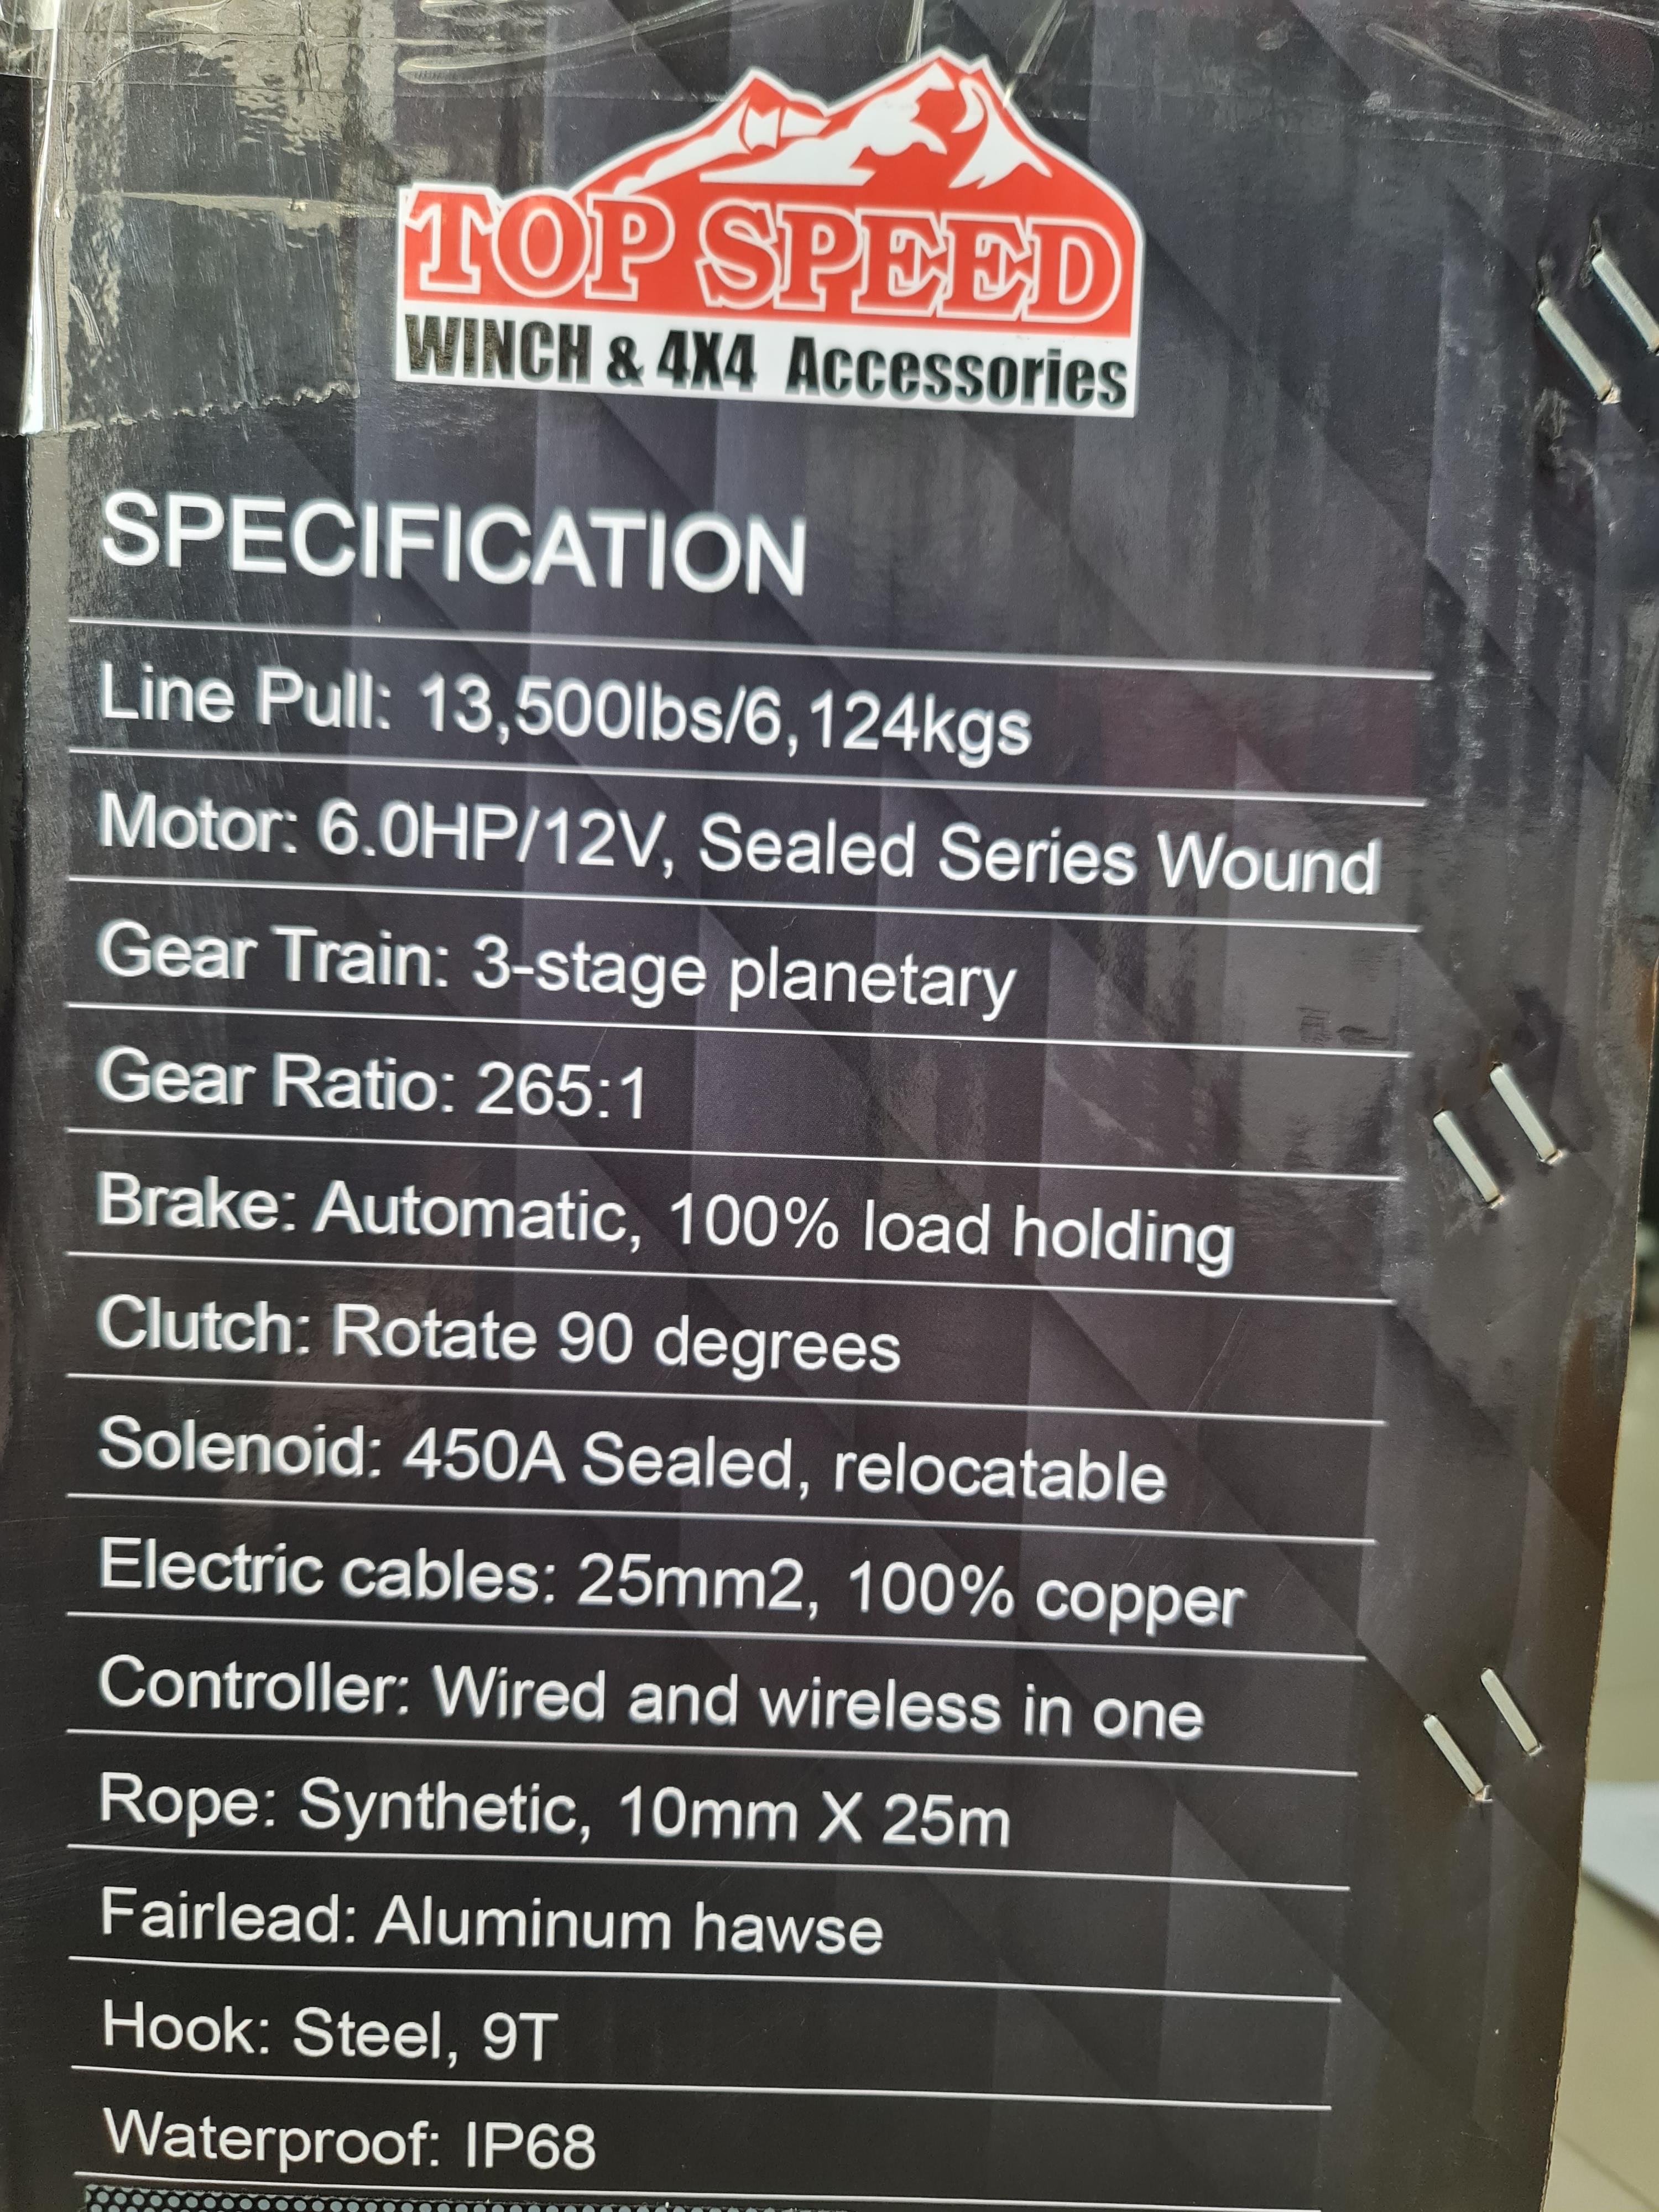 TOP SPEED
WINCH & 4X4 Accessories
SPECIFICATION
Line Pull: 13,500lbs/6,124kgs
Motor: 6.0HP/12V, Sealed Series Wound
Gear Train: 3-stage planetary
Gear Ratio: 265:1
Brake: Automatic, 100% load holding
Clutch: Rotate 90 degrees
Solenoid: 450A Sealed, relocatable
Electric cables: 25mm2, 100% copper
Controller: Wired and wireless in one
Rope: Synthetic, 10mm X 25m
Fairlead: Aluminum hawse
Hook: Steel, 9T
Waterproof: IP68